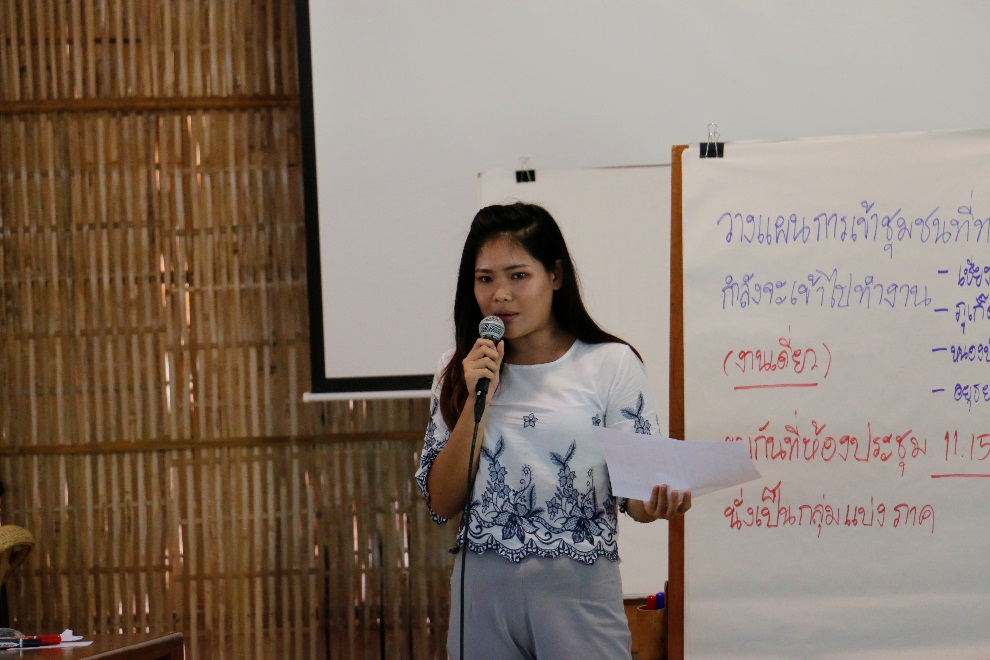 วางแผนการเข้าชุมชนที่
กำลังจะเข้าไปทำงาน
(งานเดี่ยว)
กันที่ห้องประชุม 11.15
นั่งเป็นกลุ่มแบ่งภาค